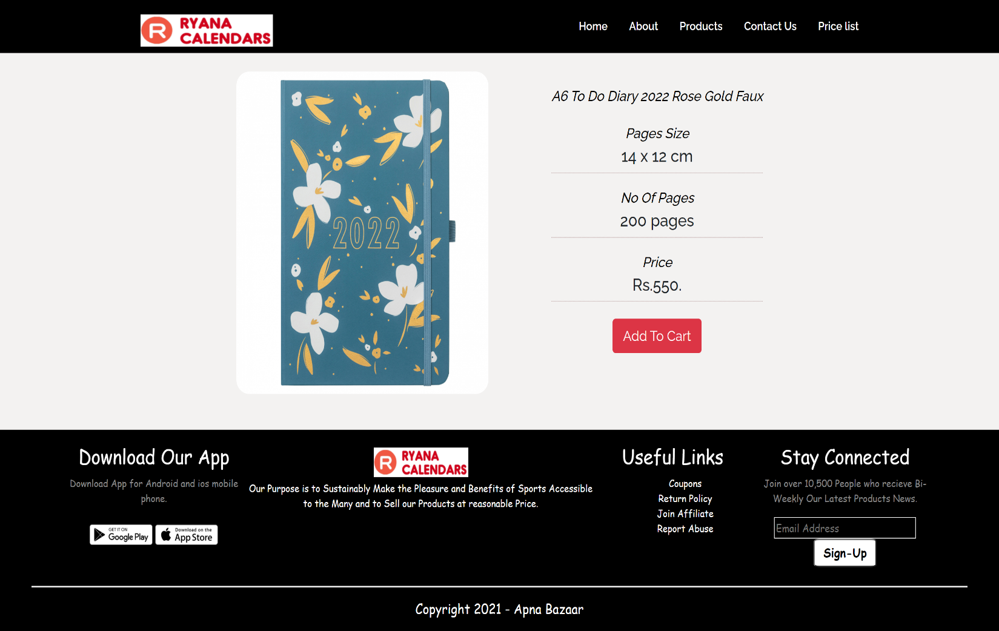 RYANA
CALENDARS
Home About Products Contact Us Price list
2022
A6 To Do Diary 2022 Rose Gold Faux
Pages Size
14 x 12 cm
No Of Pages
200 pages
Price
Rs.550.
Add To Cart
Download Our App
Download App for Android and ios mobile
phone.
GET IT ON
Google Play
Download on the
App Store
RYANA
CALENDARS
Our Purpose is to Sustainably Make the Pleasure and Benefits of Sports Accessible
to the Many and to Sell our Products at reasonable Price.
Useful Links
Coupons
Return Policy
Join Affiliate
Report Abuse
Stay Connected
Join over 10,500 People who recieve Bi-
Weekly Our Latest Products News.
Email Address
Sign-Up
Copyright 2021 - Apna Bazaar